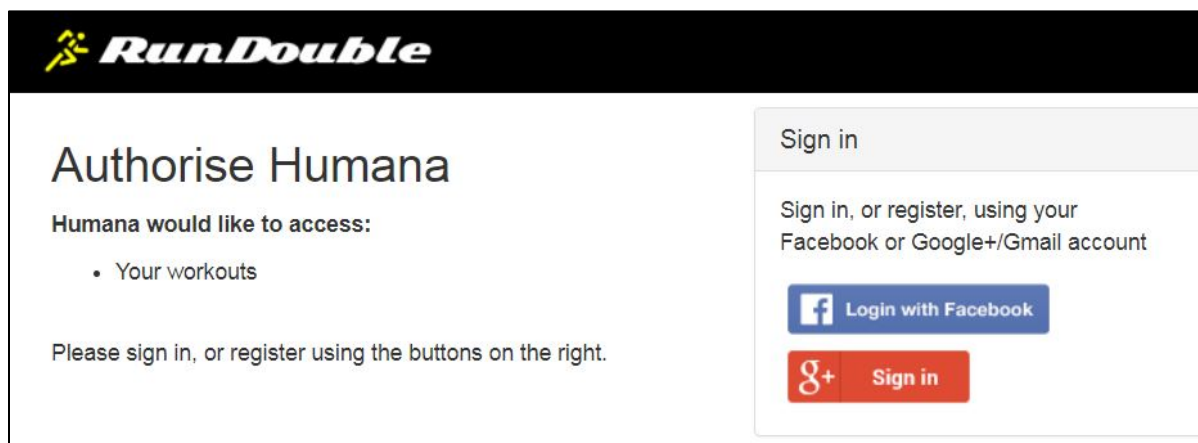 RunDouble
Authorise Humana
Humana would like to access:
• Your workouts
Please sign in, or register using the buttons on the right.
Sign in
Sign in, or register, using your
Facebook or Google+/Gmail account
f Login with Facebook
g+ Sign in